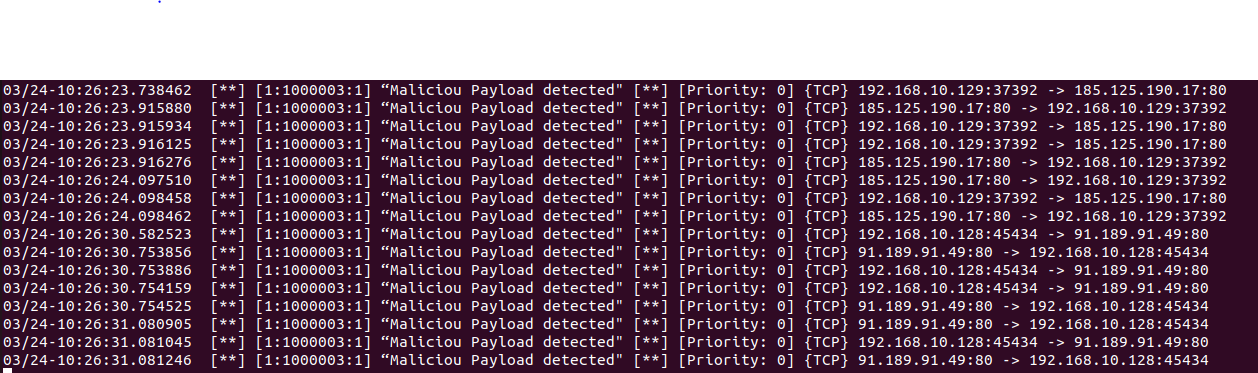 03/24-10:26:23.738462 [**] [1:1000003:1] “Maliciou Payload detected" [**] [Priority: 0] {TCP} 192.168.10.129:37392 -> 185.125.190.17:80
03/24-10:26:23.915880 [**] [1:1000003:1] “Maliciou Payload detected" [**] [Priority: 0] {TCP} 185.125.190.17:80 -> 192.168.10.129:37392
03/24-10:26:23.915934 [**] [1:1000003:1] “Maliciou Payload detected" [**] [Priority: 0] {TCP} 192.168.10.129:37392 -> 185.125.190.17:80
03/24-10:26:23.916125 [**] [1:1000003:1] “Maliciou Payload detected" [**] [Priority: 0] {TCP} 192.168.10.129:37392 -> 185.125.190.17:80
03/24-10:26:23.916276 [**] [1:1000003:1] “Maliciou Payload detected" [**] [Priority: 0] {TCP} 185.125.190.17:80 -> 192.168.10.129:37392
03/24-10:26:24.097510 [**] [1:1000003:1] “Maliciou Payload detected" [**] [Priority: 0] {TCP} 185.125.190.17:80 -> 192.168.10.129:37392
03/24-10:26:24.098458 [**] [1:1000003:1] “Maliciou Payload detected" [**] [Priority: 0] {TCP} 192.168.10.129:37392 -> 185.125.190.17:80
03/24-10:26:24.098462 [**] [1:1000003:1] “Maliciou Payload detected" [**] [Priority: 0] {TCP} 185.125.190.17:80 -> 192.168.10.129:37392
03/24-10:26:30.582523 [**] [1:1000003:1] “Maliciou Payload detected" [**] [Priority: 0] {TCP} 192.168.10.128:45434 -> 91.189.91.49:80
03/24-10:26:30.753856 [**] [1:1000003:1] “Maliciou Payload detected" [**] [Priority: 0] {TCP} 91.189.91.49:80 -> 192.168.10.128:45434
03/24-10:26:30.753886 [**] [1:1000003:1] “Maliciou Payload detected" [**] [Priority: 0] {TCP} 192.168.10.128:45434 -> 91.189.91.49:80
03/24-10:26:30.754159 [**] [1:1000003:1] “Maliciou Payload detected" [**] [Priority: 0] {TCP} 192.168.10.128:45434 -> 91.189.91.49:80
03/24-10:26:30.754525 [**] [1:1000003:1] “Maliciou Payload detected" [**] [Priority: 0] {TCP} 91.189.91.49:80 -> 192.168.10.128:45434
03/24-10:26:31.080905 [**] [1:1000003:1] “Maliciou Payload detected" [**] [Priority: 0] {TCP} 91.189.91.49:80 -> 192.168.10.128:45434
03/24-10:26:31.081045 [**] [1:1000003:1] “Maliciou Payload detected" [**] [Priority: 0] {TCP} 192.168.10.128:45434 -> 91.189.91.49:80
03/24-10:26:31.081246 [**] [1:1000003:1] “Maliciou Payload detected" [**] [Priority: 0] {TCP} 91.189.91.49:80 -> 192.168.10.128:45434